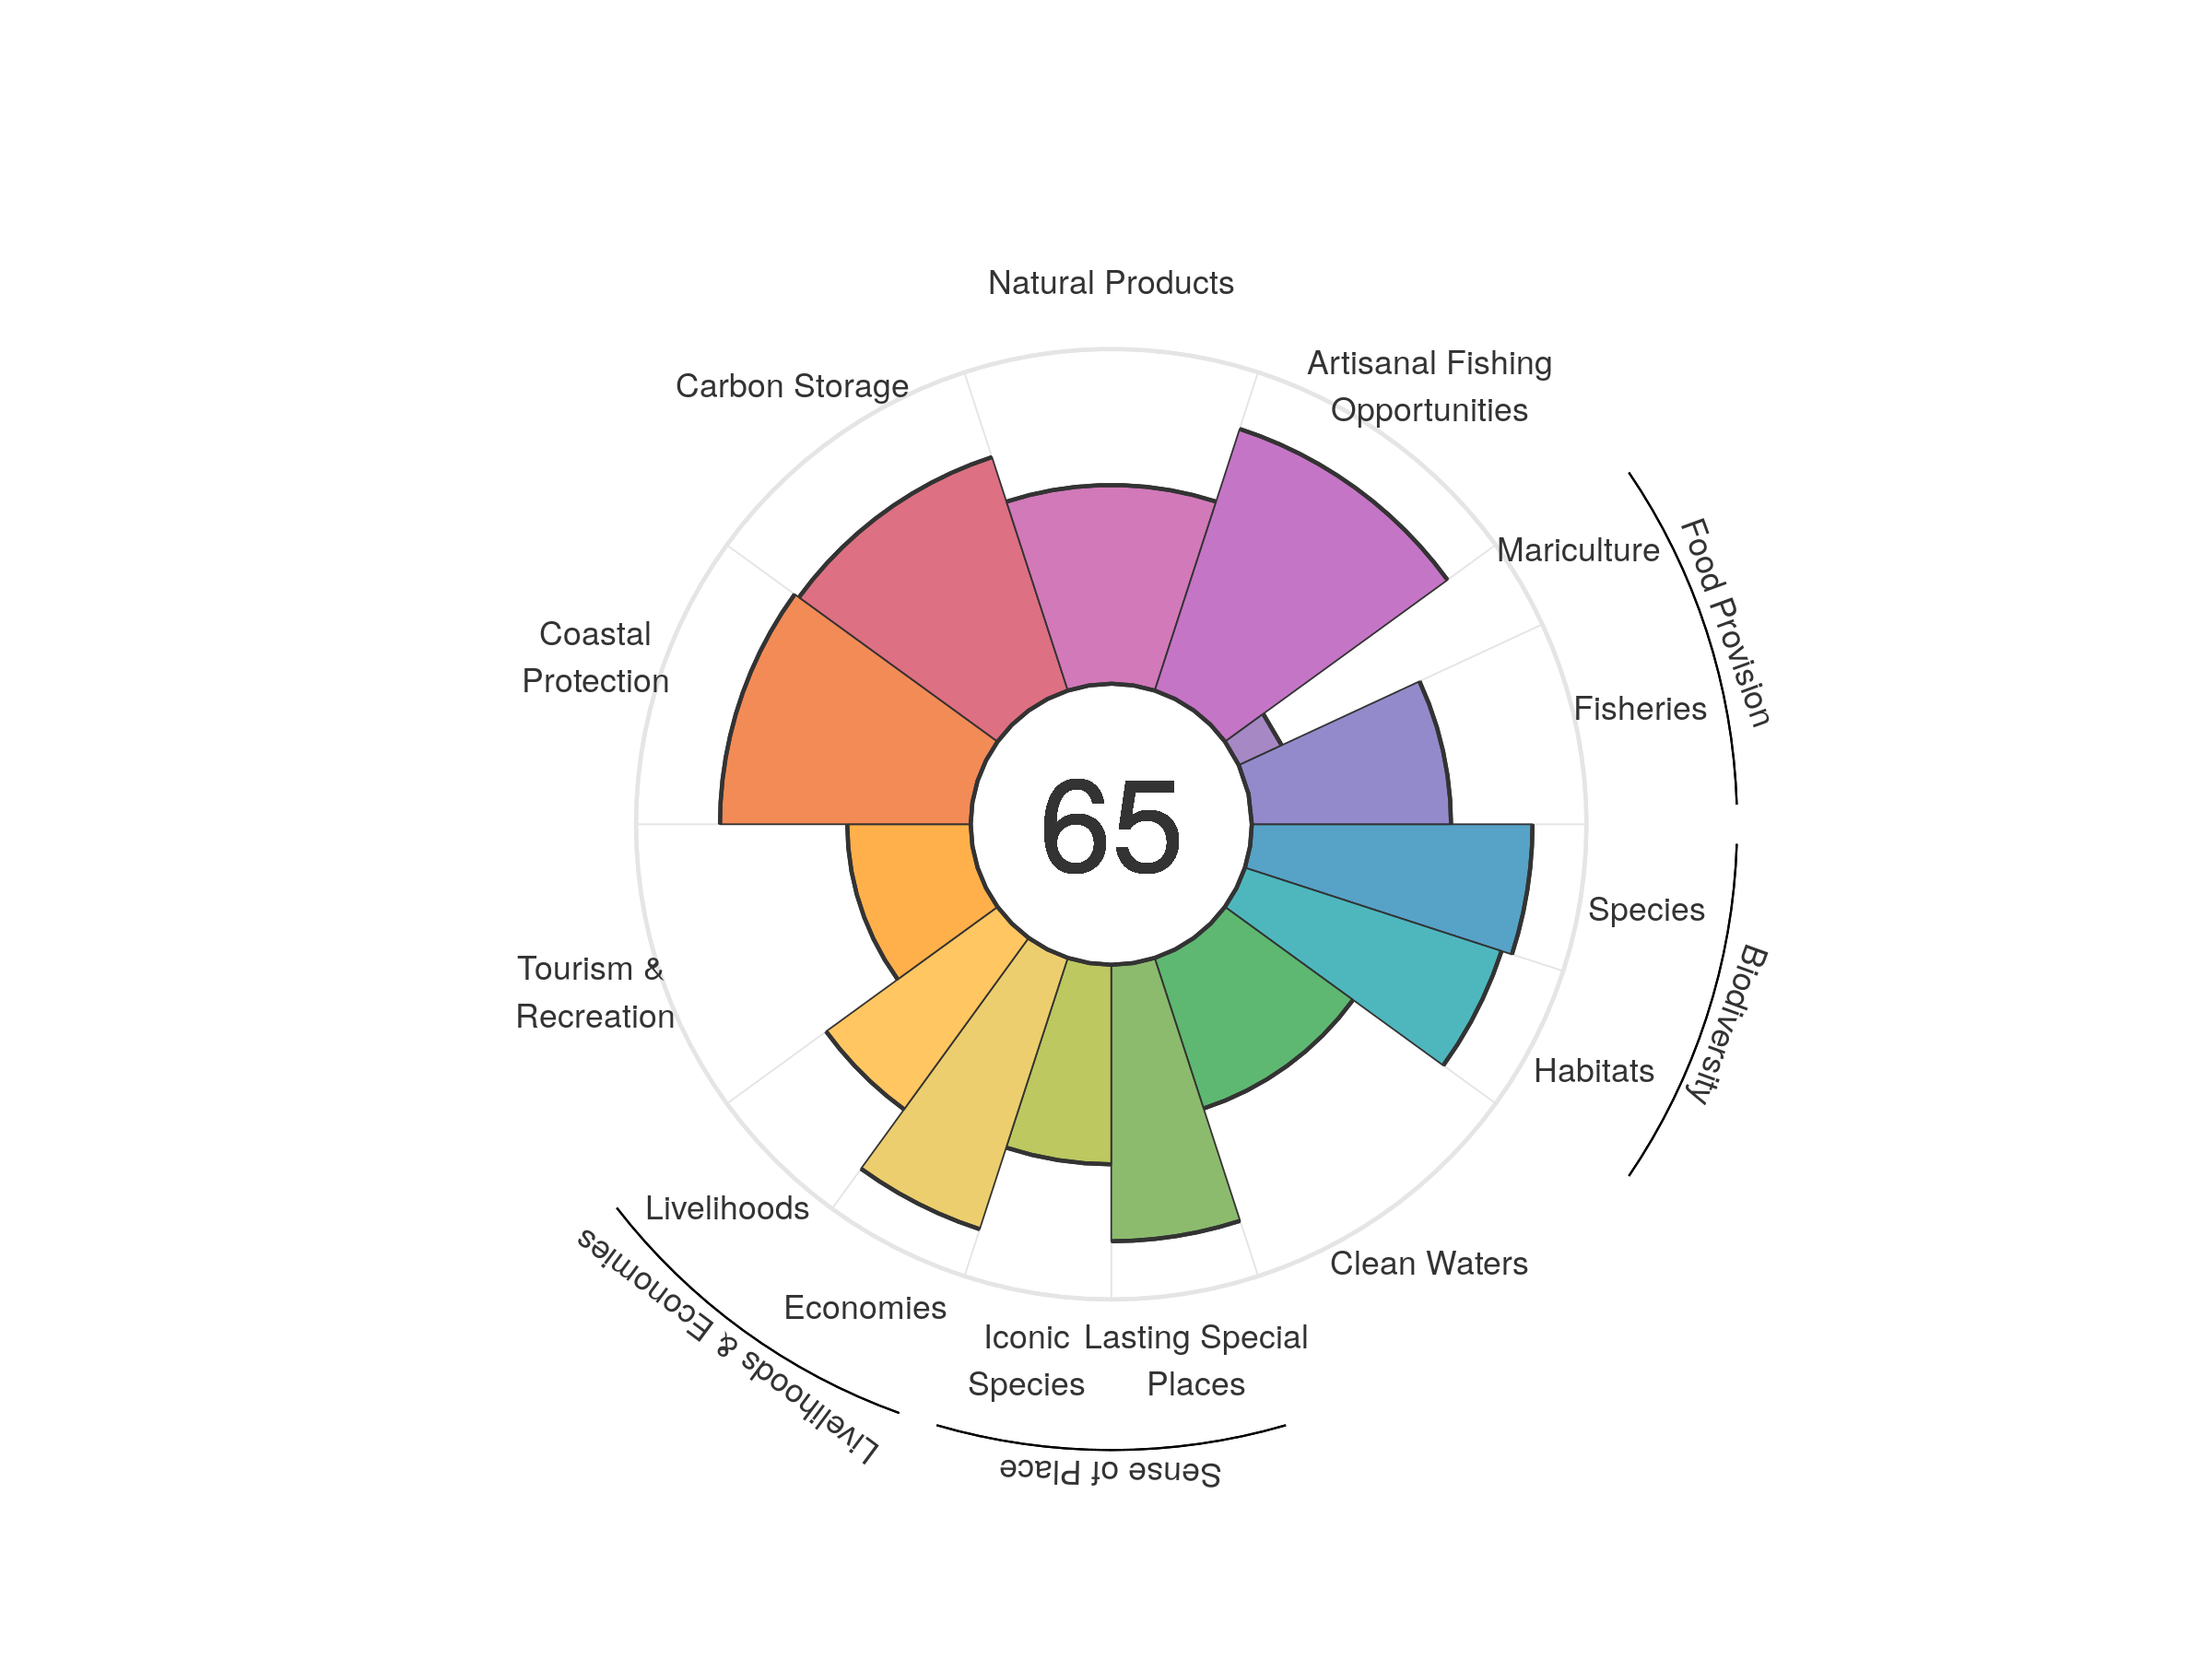 Natural Products
Artisanal Fishing
Opportunities
Carbon Storage
Mariculture
Food Provision
Coastal
Protection
Fisheries
65
Species
Biodiversity
Tourism &
Recreation
Habitats
Livelihoods
Clean Waters
Livelihoods & Economies
Economies
Iconic
Species
Lasting Special
Places
Sense of Place